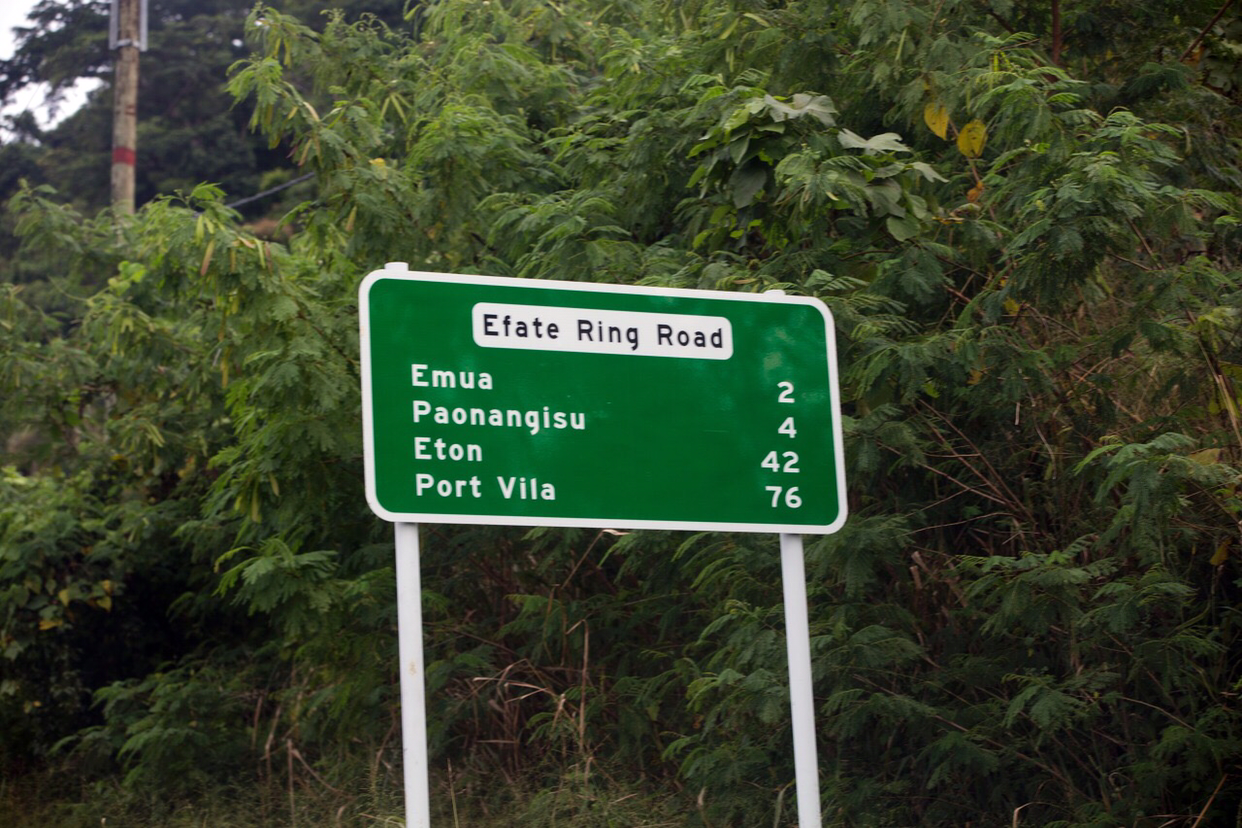 Efate Ring Road
Emua 2
Paonangisu 4
Eton 42
Port Vila 76